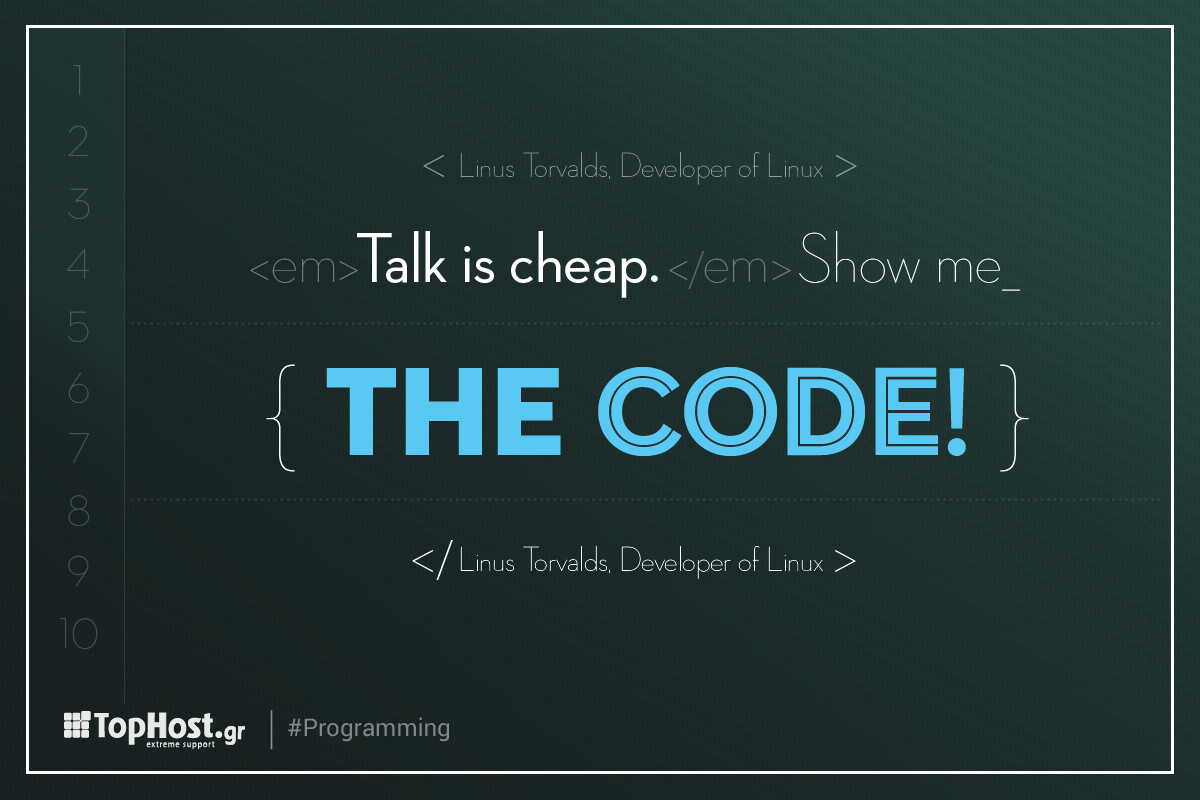 1
2
< Linus Torvalds, Developer of Linux >
3
4 <em>Talk is cheap. </em>Show me_
5
6 { THE CODE! }
7
8
9 </ Linus Torvalds, Developer of Linux >
10
TopHost.gr
extreme support
#Programming